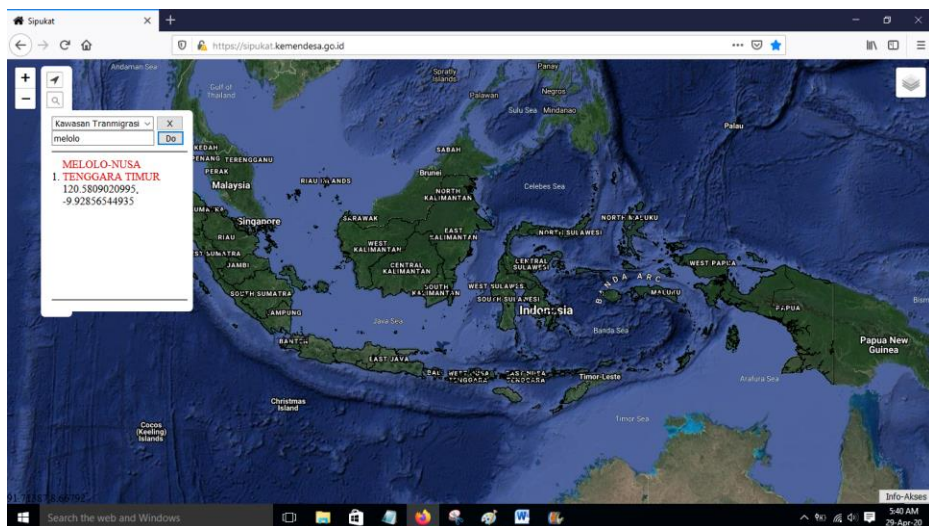 Sipukat
https://sipukat.kemendesa.go.id
Andaman Sea
Gulf of
Thailand
Spratly
Islands
Panay
Palawan
Negros
Sulu Sea
Mindanao
Palau
Kawasan Tranmigrasi
X
melolo
Do
MELOLO-NUSA
1. TENGGARA TIMUR
120.5809020995,
-9.92856544935
KEDAH
TERENGGANU
PERAK
Malaysia
SABAH
Brunei
Celebes Sea
NORTH
KALIMANTAN
SARAWAK
Singapore
EAST
KALIMANTAN
NORTH SULAWESI
NORTH MALUKU
RIAU
WEST
KALIMANTAN
JAMBI
CENTRAL
KALIMANTAN
CENTRAL
SULAWESI
WEST PAPUA
BANDA ARC
SOUTH SUMATRA
SOUTH
KALIMANTAN
WEST SULAWESI
SOUTH SULAWESI
MALUKU
Indonesia
PAPUA
LAMPUNG
Java Sea
Banda Sea
Papua New
Guinea
BANTEN
EAST JAVA
Timor-Leste
Arafura Sea
Christmas
Island
Timor Sea
Cocos
(Keeling)
Islands
Info-Akses
Search the web and Windows
5:40 AM
29-Apr-20